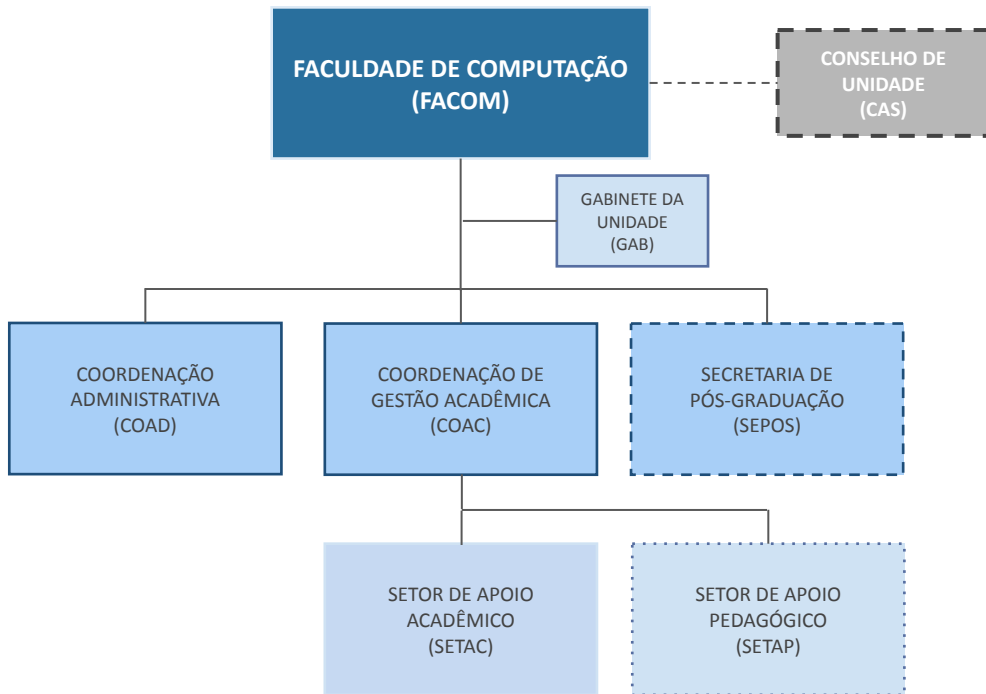 FACULDADE DE COMPUTAÇÃO
(FACOM)
CONSELHO DE
UNIDADE
(CAS)
GABINETE DA
UNIDADE
(GAB)
COORDENAÇÃO
ADMINISTRATIVA
(COAD)
COORDENAÇÃO DE
GESTÃO ACADÊMICA
(COAC)
SECRETARIA DE
PÓS-GRADUAÇÃO
(SEPOS)
SETOR DE APOIO
ACADÊMICO
(SETAC)
SETOR DE APOIO
PEDAGÓGICO
(SETAP)